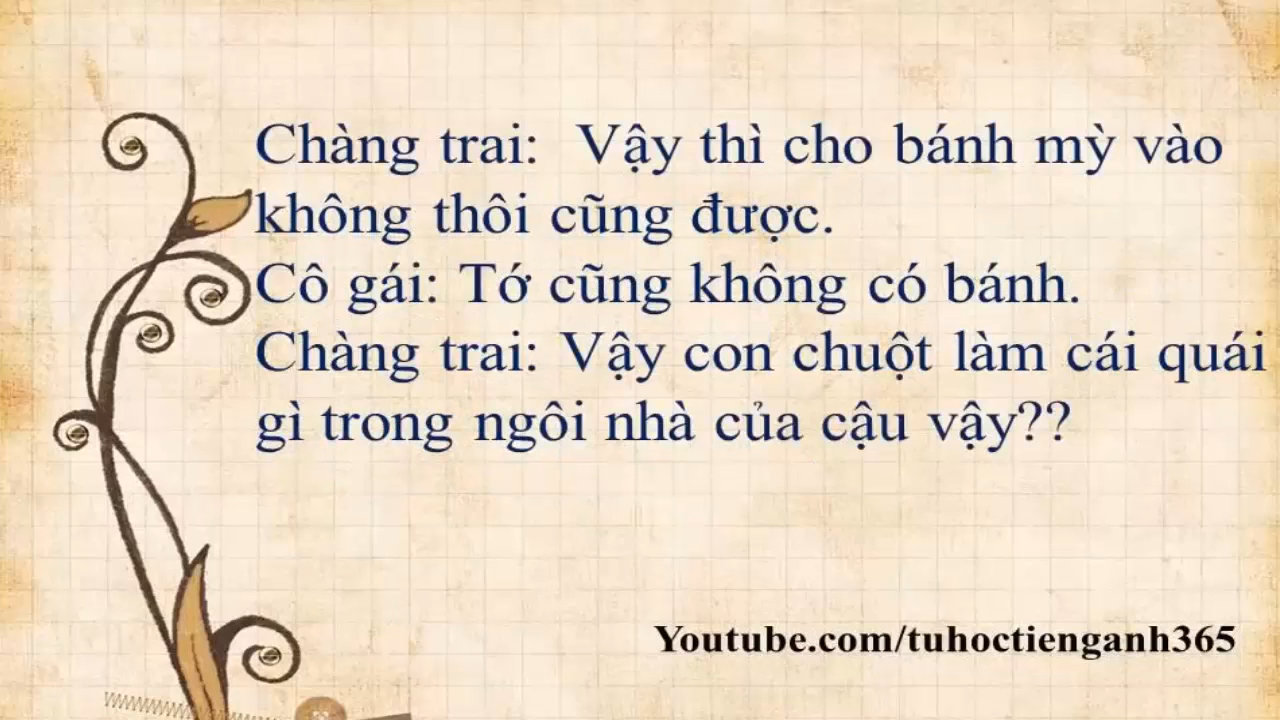 Chàng trai: Vậy thì cho bánh mỳ vào
không thôi cũng được.
Cô gái: Tớ cũng không có bánh.
Chàng trai: Vậy con chuột làm cái quái
gì trong ngôi nhà của cậu vậy??
Youtube.com/tuhoctienganh365